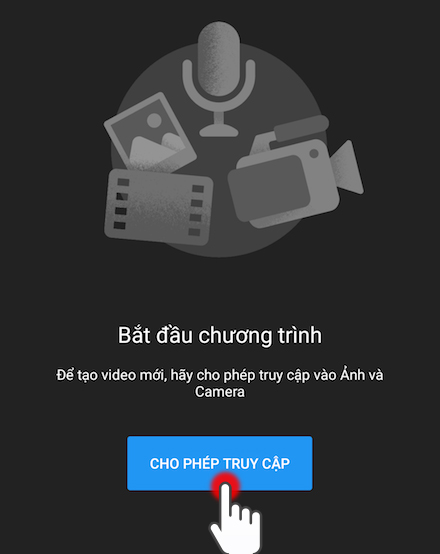 Bắt đầu chương trình
Để tạo video mới, hãy cho phép truy cập vào Ảnh và
Camera
CHO PHÉP TRUY CẬP